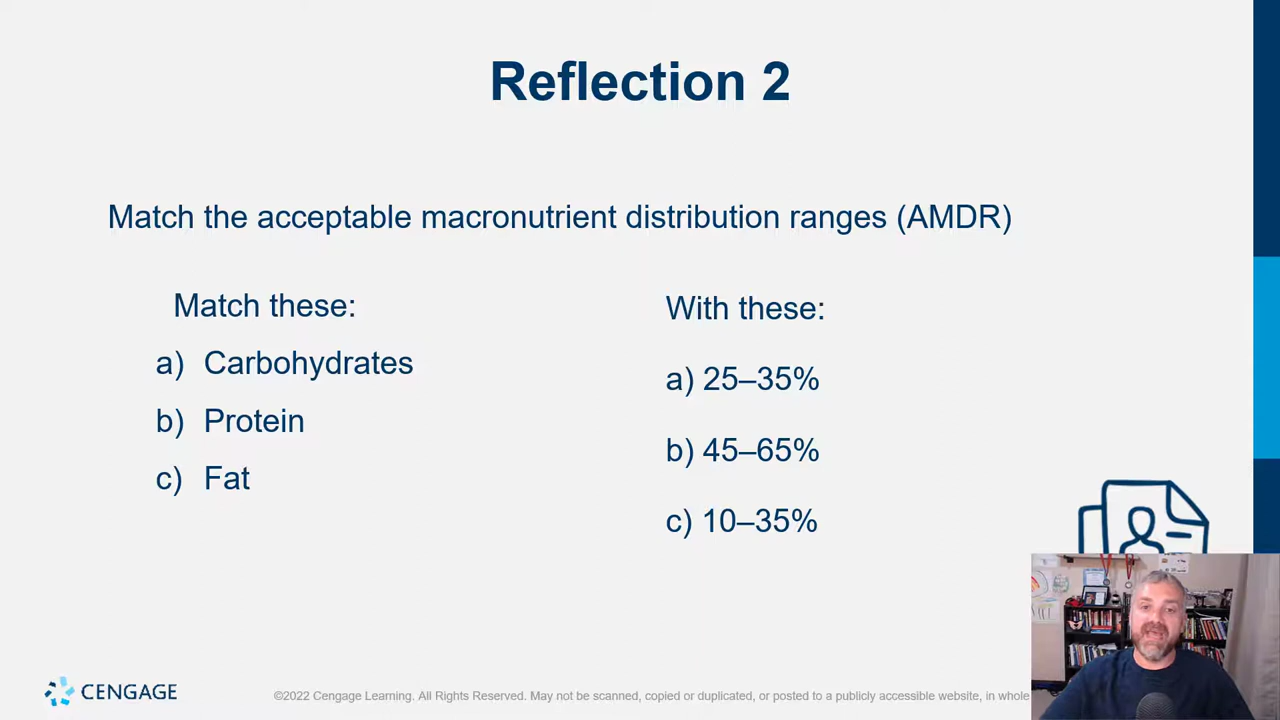 Reflection 2
Match the acceptable macronutrient distribution ranges (AMDR)
Match these:
a) Carbohydrates
b) Protein
c) Fat
With these:
a) 25–35%
b) 45–65%
c) 10–35%
CENGAGE
©2022 Cengage Learning. All Rights Reserved. May not be scanned, copied or duplicated, or posted to a publicly accessible website, in whole